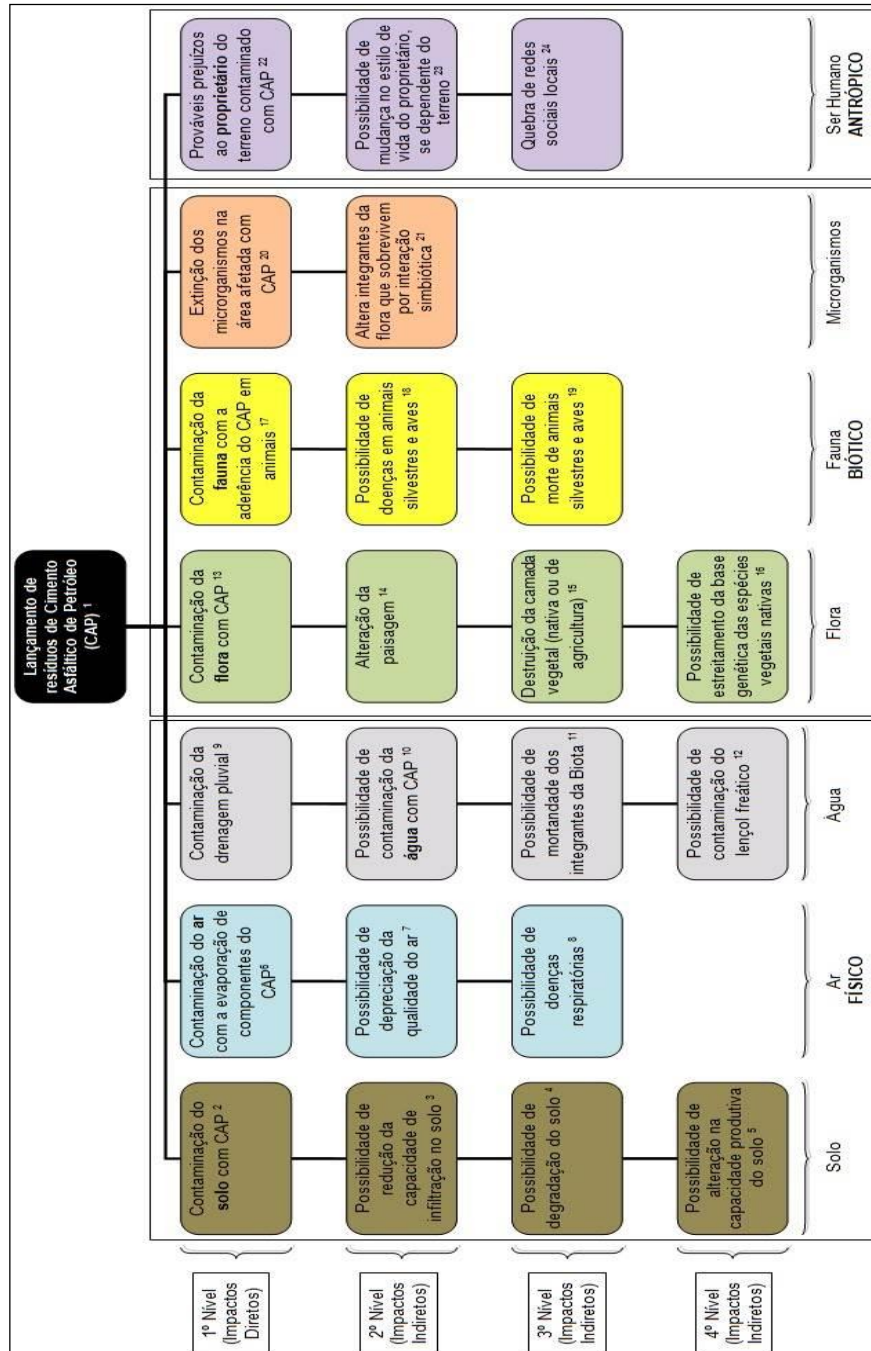 Lançamento de
resíduos de Cimento
Asfáltico de Petróleo
(CAP) 1
1º Nível
(Impactos
Diretos)
Contaminação do
solo com CAP 2
Contaminação do ar
com a evaporação de
componentes do
CAP6
Contaminação da
drenagem pluvial 9
Contaminação da
flora com CAP 13
Contaminação da
fauna com a
aderência do CAP em
animais 17
Extinção dos
microrganismos na
área afetada com
CAP 20
Prováveis prejuízos
ao proprietário do
terreno contaminado
com CAP 22
2º Nível
(Impactos
Indiretos)
Possibilidade de
redução da
capacidade de
infiltração no solo 3
Possibilidade de
depreciação da
qualidade do ar 7
Possibilidade de
contaminação da
água com CAP 10
Alteração da
paisagem 14
Possibilidade de
doenças em animais
silvestres e aves 18
Altera integrantes da
flora que sobrevivem
por interação
simbiótica 21
Possibilidade de
mudança no estilo de
vida do proprietário,
se dependente do
terreno 23
3º Nível
(Impactos
Indiretos)
Possibilidade de
degradação do solo 4
Possibilidade de
doenças
respiratórias 8
Possibilidade de
mortandade dos
integrantes da Biota 11
Destruição da camada
vegetal (nativa ou de
agricultura) 15
Possibilidade de
morte de animais
silvestres e aves 19
Quebra de redes
sociais locais 24
4º Nível
(Impactos
Indiretos)
Possibilidade de
alteração na
capacidade produtiva
do solo 5
Possibilidade de
contaminação do
lençol freático 12
Possibilidade de
estreitamento da base
genética das espécies
vegetais nativas 16
Solo
Ar
FÍSICO
Água
Flora
Fauna
BIÓTICO
Microrganismos
Ser Humano
ANTRÓPICO